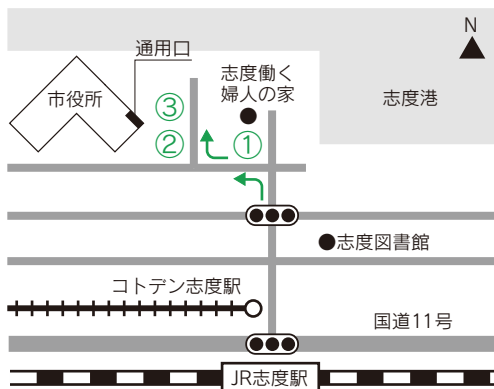 N
通用口
志度働く
婦人の家
市役所
志度港
③
②
①
志度図書館
コトデン志度駅
国道11号
JR志度駅